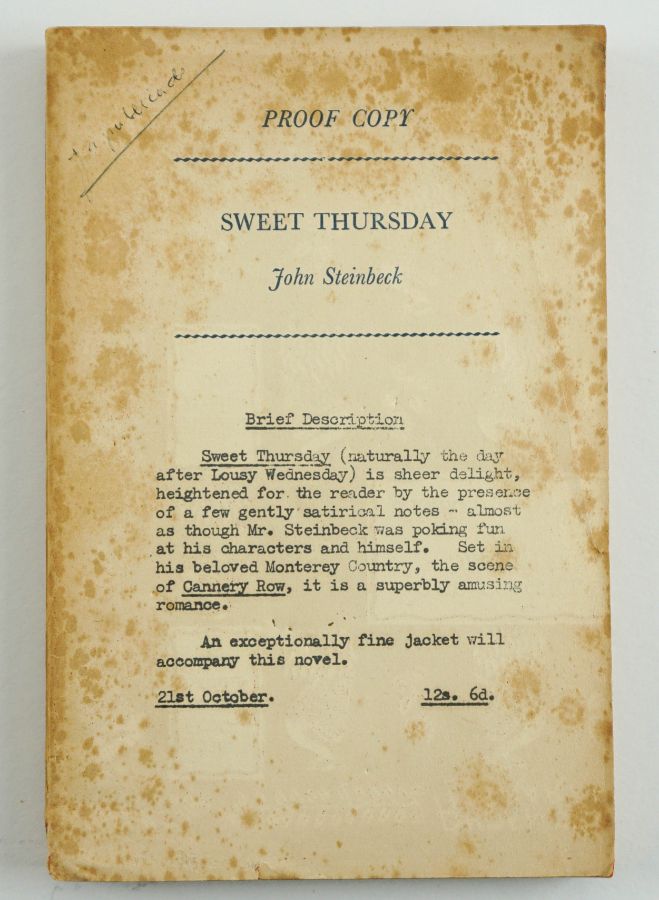 PROOF COPY
SWEET THURSDAY
John Steinbeck
Brief Description
Sweet Thursday (naturally the day
after Lousy Wednesday) is sheer delight,
heightened for the reader by the presence
of a few gently satirical notes - almost
as though Mr. Steinbeck was poking fun
at his characters and himself. Set in
his beloved Monterey Country, the scene
of Cannery Row, it is a superbly amusing
romance.
An exceptionally fine jacket will
accompany this novel.
21st October. 12s. 6d.